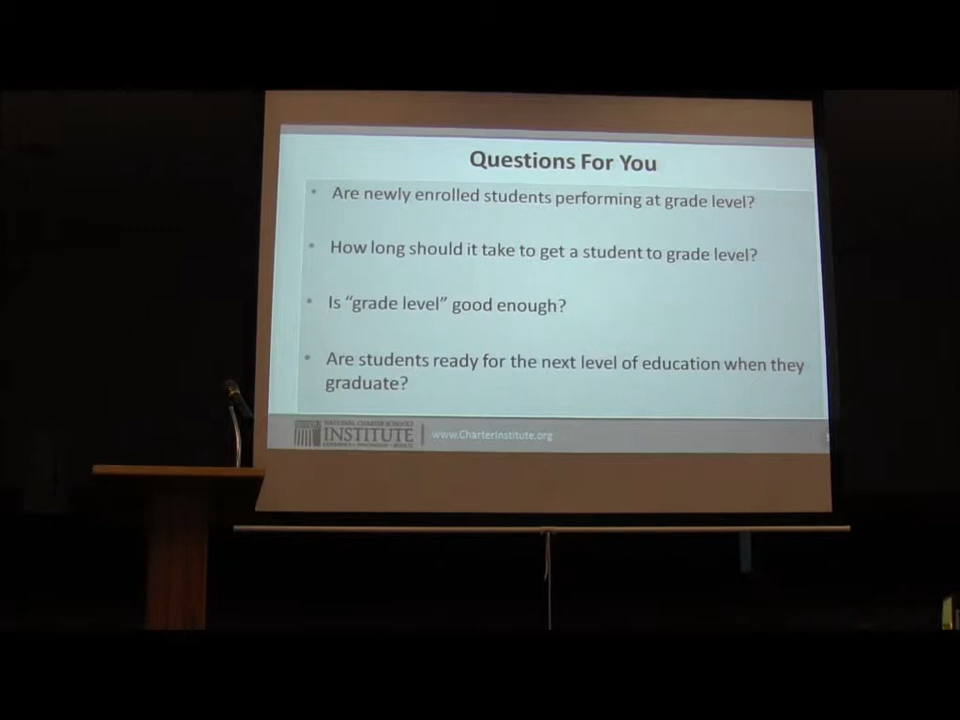 Questions For You
• Are newly enrolled students performing at grade level?
• How long should it take to get a student to grade level?
• Is “grade level” good enough?
• Are students ready for the next level of education when they
graduate?
NATIONAL CHARTER SCHOOLS
INSTITUTE
www.CharterInstitute.org